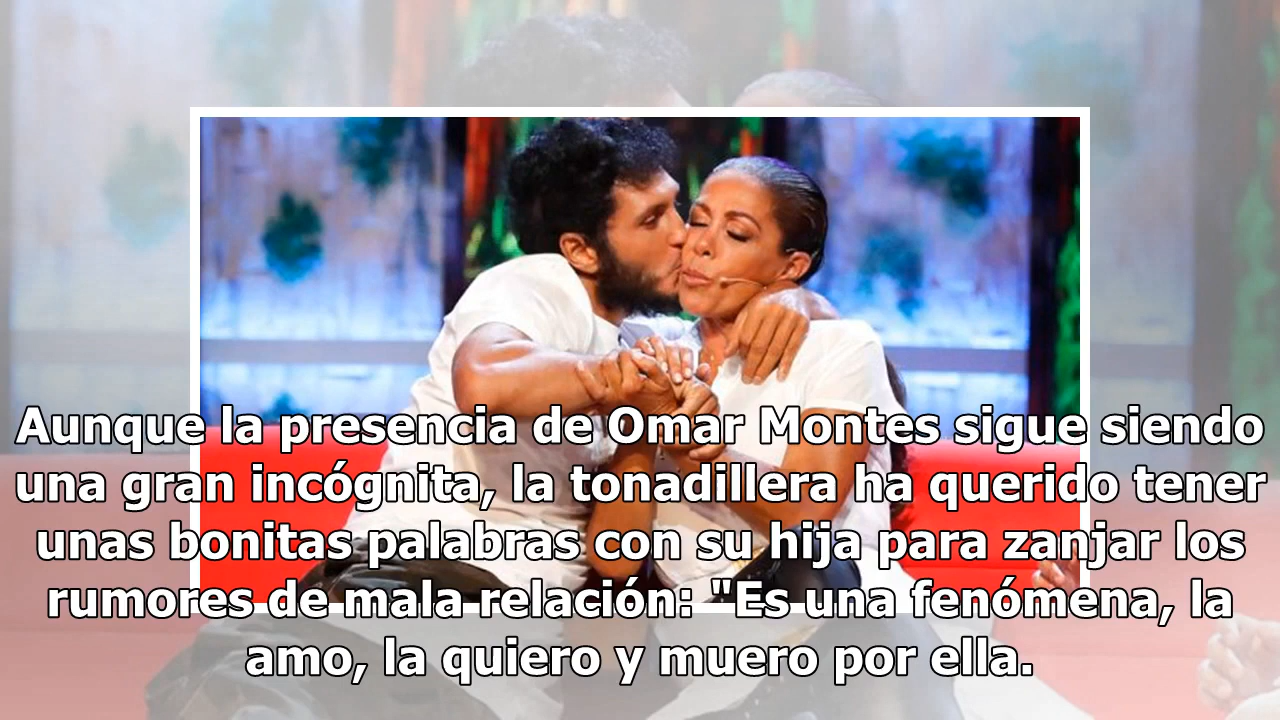 Aunque la presencia de Omar Montes sigue siendo
una gran incógnita, la tonadillera ha querido tener
unas bonitas palabras con su hija para zanjar los
rumores de mala relación: "Es una fenómena, la
amo, la quiero y muero por ella.